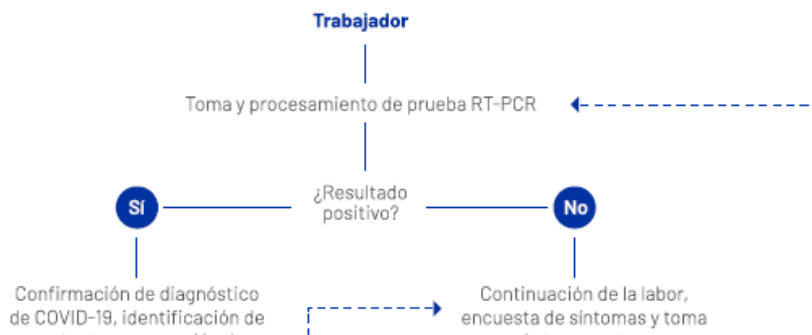 Trabajador
Toma y procesamiento de prueba RT-PCR
¿Resultado
positivo?
Sí
No
Confirmación de diagnóstico
de COVID-19, identificación de
Continuación de la labor,
encuesta de síntomas y toma